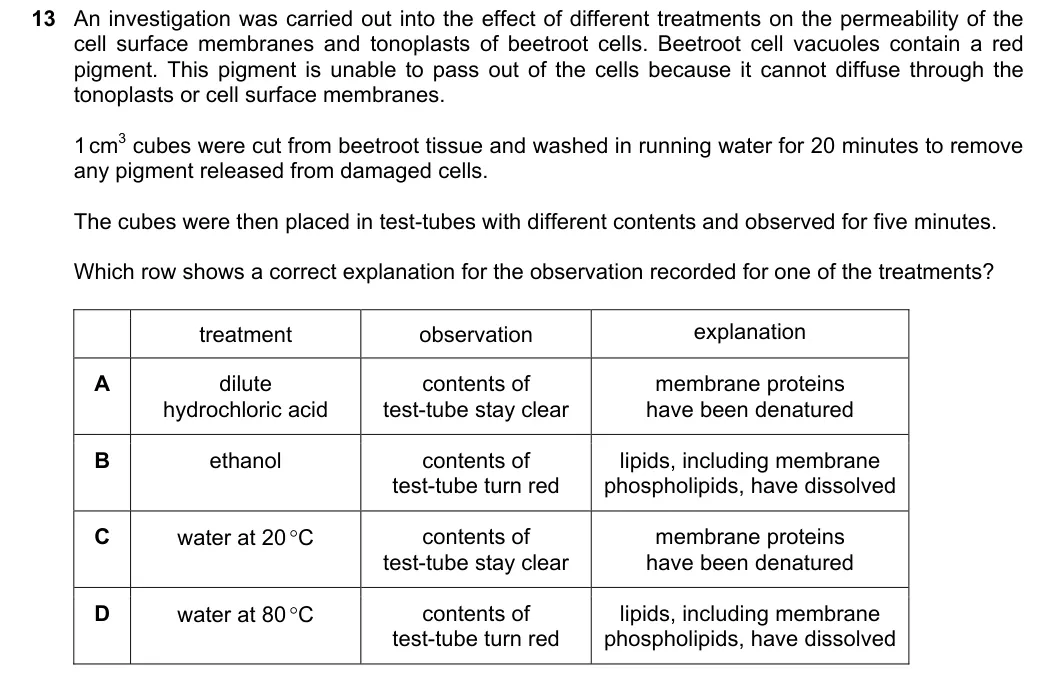 13 An investigation was carried out into the effect of different treatments on the permeability of the
cell surface membranes and tonoplasts of beetroot cells. Beetroot cell vacuoles contain a red
pigment. This pigment is unable to pass out of the cells because it cannot diffuse through the
tonoplasts or cell surface membranes.
1 cm³ cubes were cut from beetroot tissue and washed in running water for 20 minutes to remove
any pigment released from damaged cells.
The cubes were then placed in test-tubes with different contents and observed for five minutes.
Which row shows a correct explanation for the observation recorded for one of the treatments?
treatment observation explanation
A dilute contents of membrane proteins
hydrochloric acid test-tube stay clear have been denatured
B ethanol contents of lipids, including membrane
test-tube turn red phospholipids, have dissolved
C water at 20 °C contents of membrane proteins
test-tube stay clear have been denatured
D water at 80 °C contents of lipids, including membrane
test-tube turn red phospholipids, have dissolved